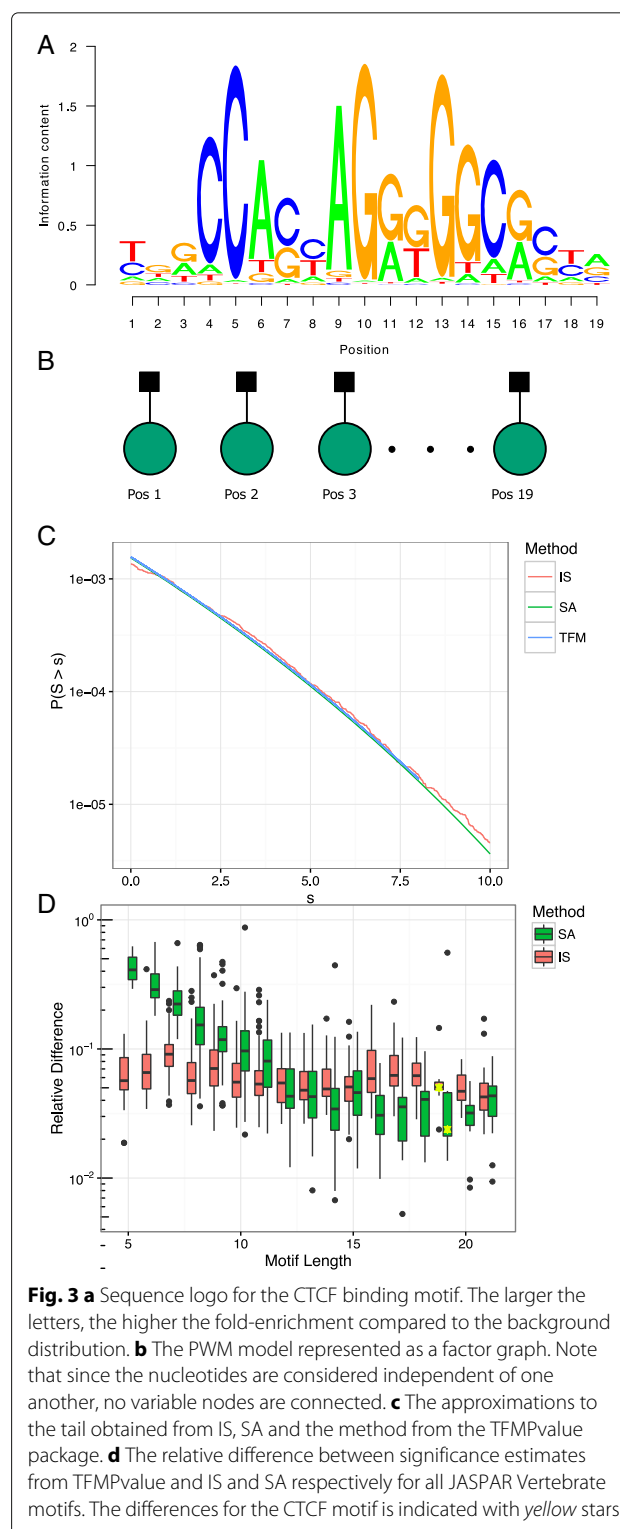 A
2
1.5
1
0.5
0
Information content
T C C C A C C A G G G G G C G C T A
1 2 3 4 5 6 7 8 9 10 11 12 13 14 15 16 17 18 19
Position
B
Pos 1 Pos 2 Pos 3 Pos 19
C
1e−03
1e−04
1e−05
P(S > s)
0.0 2.5 5.0 7.5 10.0
s
Method
IS
SA
TFM
D
10^0
10^-1
10^-2
Relative Difference
5 10 15 20
Motif Length
Method
SA
IS
Fig. 3 a Sequence logo for the CTCF binding motif. The larger the
letters, the higher the fold-enrichment compared to the background
distribution. b The PWM model represented as a factor graph. Note
that since the nucleotides are considered independent of one
another, no variable nodes are connected. c The approximations to
the tail obtained from IS, SA and the method from the TFMPvalue
package. d The relative difference between significance estimates
from TFMPvalue and IS and SA respectively for all JASPAR Vertebrate
motifs. The differences for the CTCF motif is indicated with yellow stars